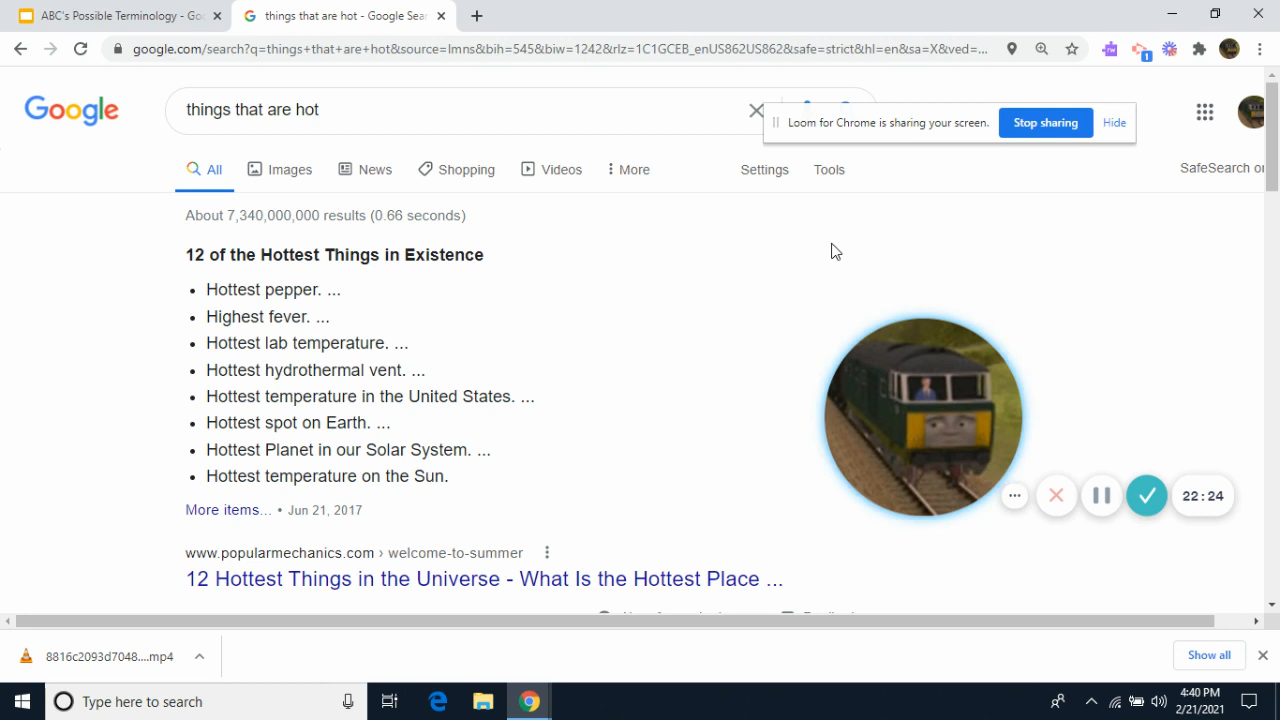 ABC's Possible Terminology - Goo
things that are hot - Google Sear
google.com/search?q=things+that+are+hot&source=lmns&bih=545&biw=1242&rlz=1C1GCEB_enUS862US862&safe=strict&hl=en&sa=X&ved=...
rw
1
Google
things that are hot
Loom for Chrome is sharing your screen.
Stop sharing
Hide
All
Images
News
Shopping
Videos
More
Settings
Tools
SafeSearch on
About 7,340,000,000 results (0.66 seconds)
12 of the Hottest Things in Existence
• Hottest pepper. ...
• Highest fever. ...
• Hottest lab temperature. ...
• Hottest hydrothermal vent. ...
• Hottest temperature in the United States. ...
• Hottest spot on Earth. ...
• Hottest Planet in our Solar System. ...
• Hottest temperature on the Sun.
More items... • Jun 21, 2017
22:24
www.popularmechanics.com › welcome-to-summer
12 Hottest Things in the Universe - What Is the Hottest Place ...
8816c2093d7048....mp4
Show all
Type here to search
4:40 PM
2/21/2021